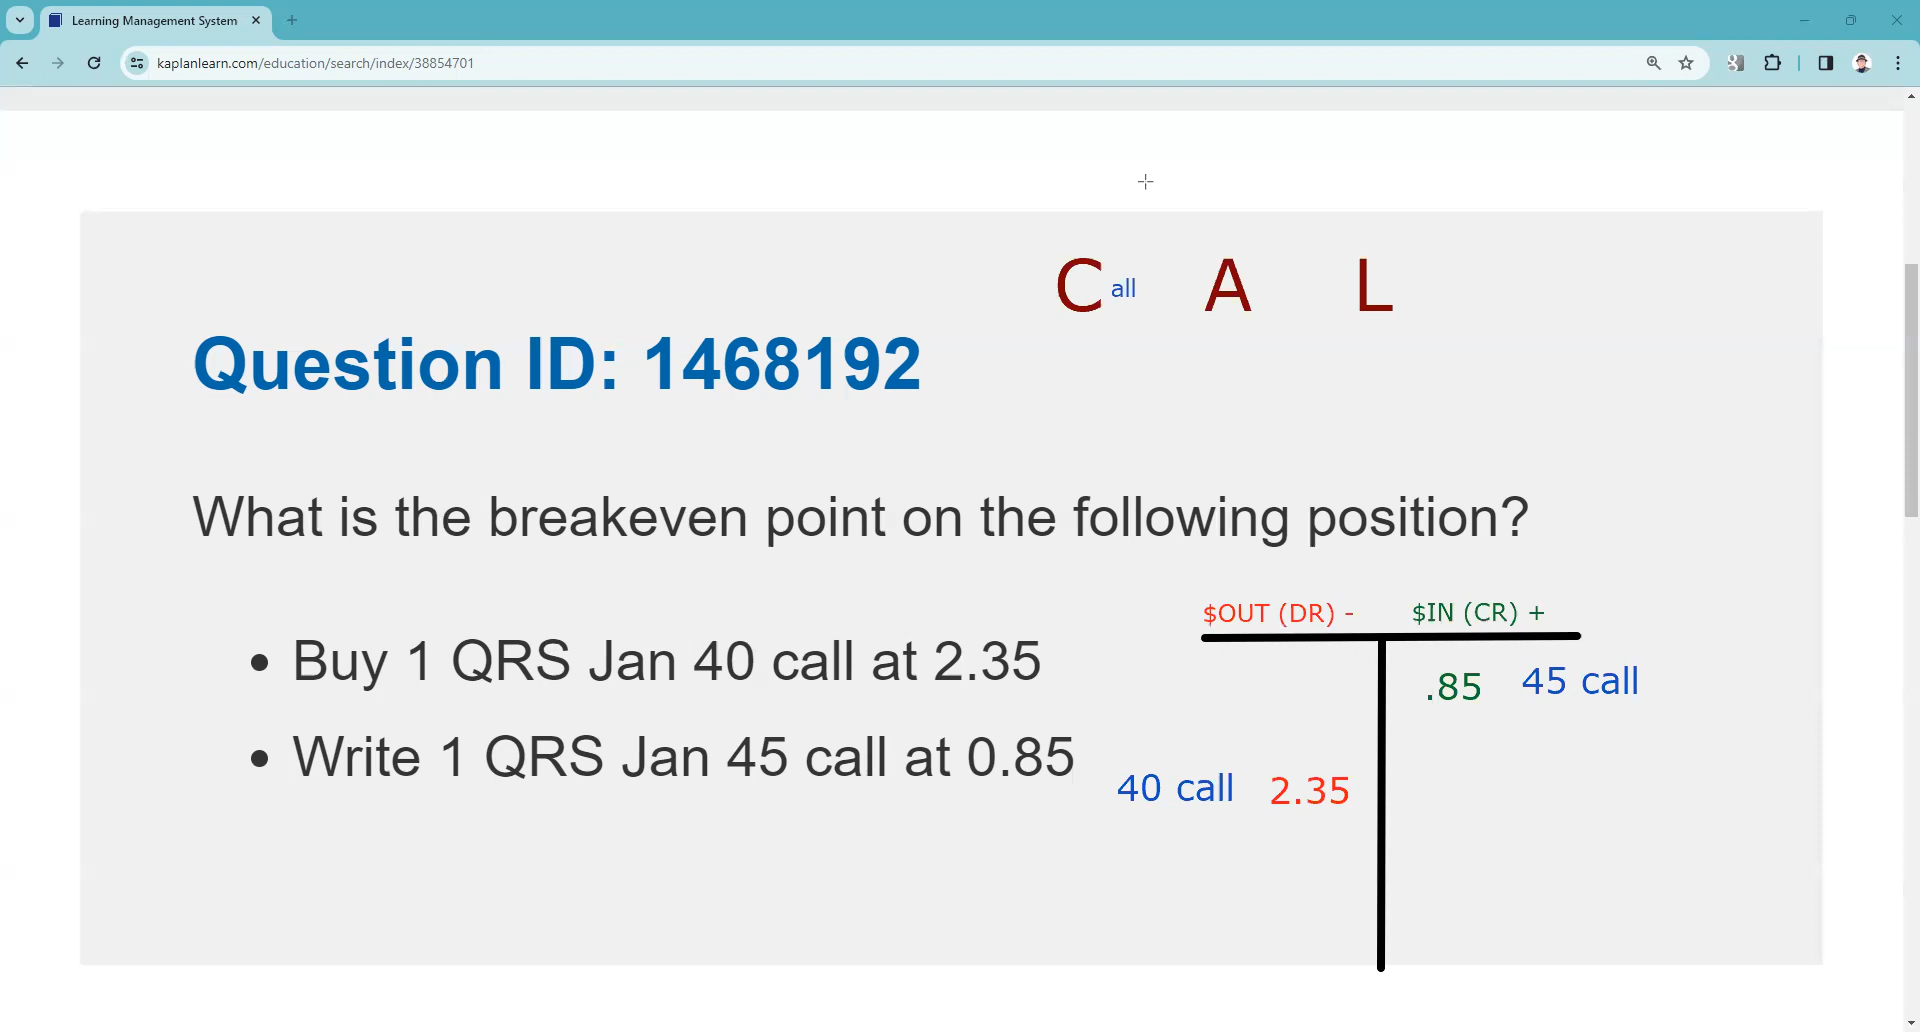 Learning Management System
kaplanlearn.com/education/search/index/38854701
C all A L
Question ID: 1468192
What is the breakeven point on the following position?
$OUT (DR) - $IN (CR) +
• Buy 1 QRS Jan 40 call at 2.35
.85 45 call
• Write 1 QRS Jan 45 call at 0.85
40 call 2.35